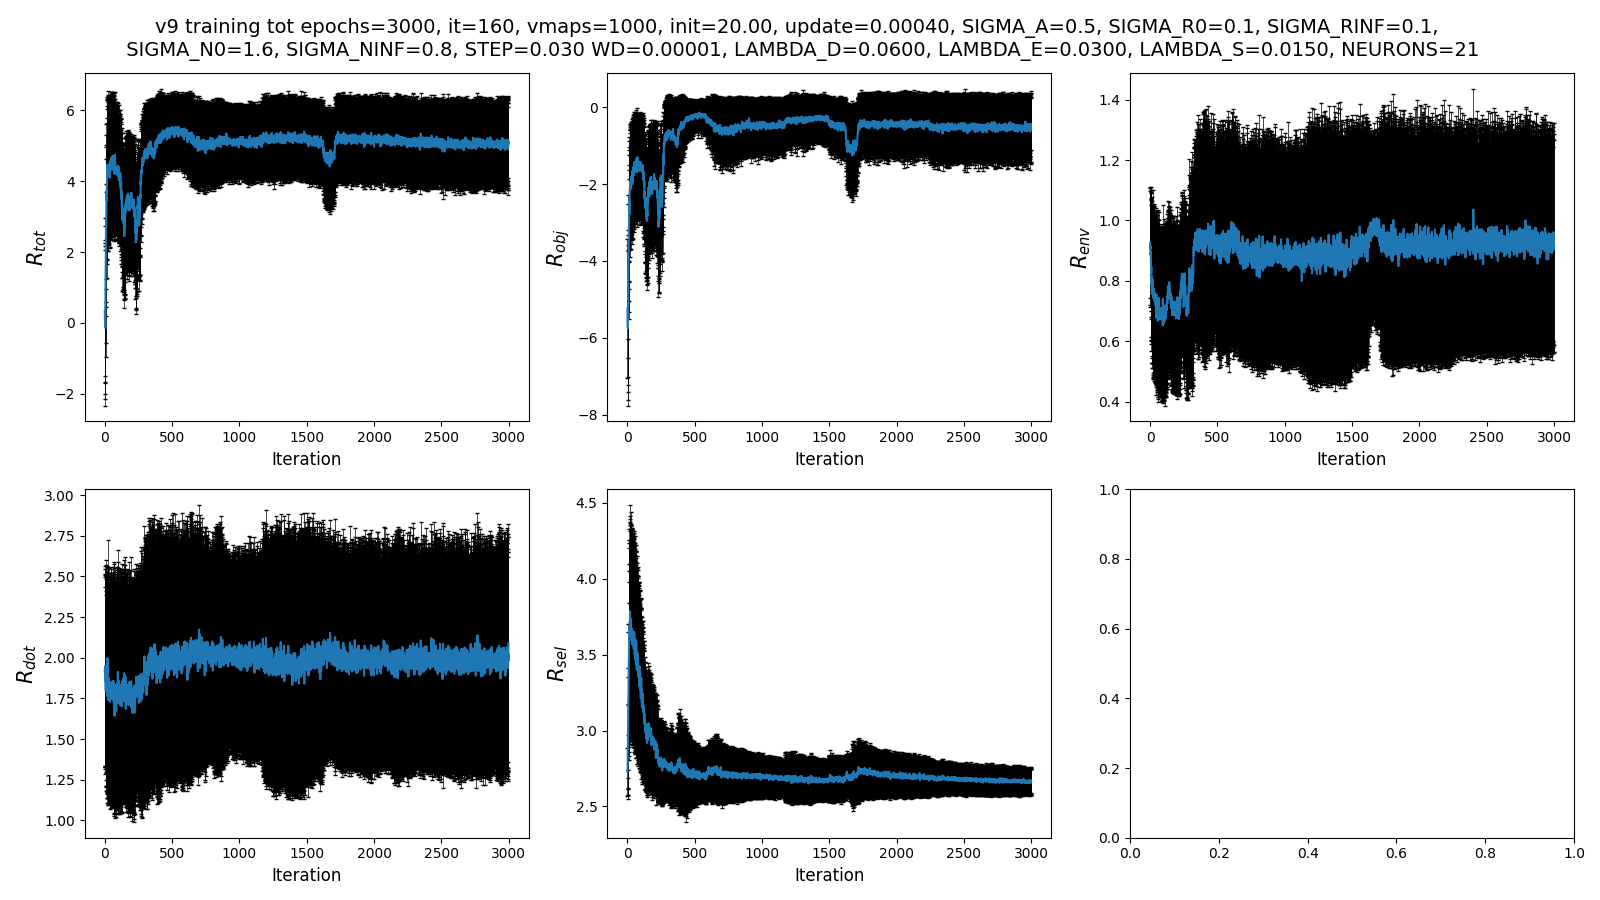 v9 training tot epochs=3000, it=160, vmaps=1000, init=20.00, update=0.00040, SIGMA_A=0.5, SIGMA_R0=0.1, SIGMA_RINF=0.1,
SIGMA_N0=1.6, SIGMA_NINF=0.8, STEP=0.030 WD=0.00001, LAMBDA_D=0.0600, LAMBDA_E=0.0300, LAMBDA_S=0.0150, NEURONS=21
R_tot
6
4
2
0
−2
0 500 1000 1500 2000 2500 3000
Iteration
R_obj
0
−2
−4
−6
−8
0 500 1000 1500 2000 2500 3000
Iteration
R_env
1.4
1.2
1.0
0.8
0.6
0.4
0 500 1000 1500 2000 2500 3000
Iteration
R_dot
3.00
2.75
2.50
2.25
2.00
1.75
1.50
1.25
1.00
0 500 1000 1500 2000 2500 3000
Iteration
R_sel
4.5
4.0
3.5
3.0
2.5
0 500 1000 1500 2000 2500 3000
Iteration
1.0
0.8
0.6
0.4
0.2
0.0
0.0 0.2 0.4 0.6 0.8 1.0